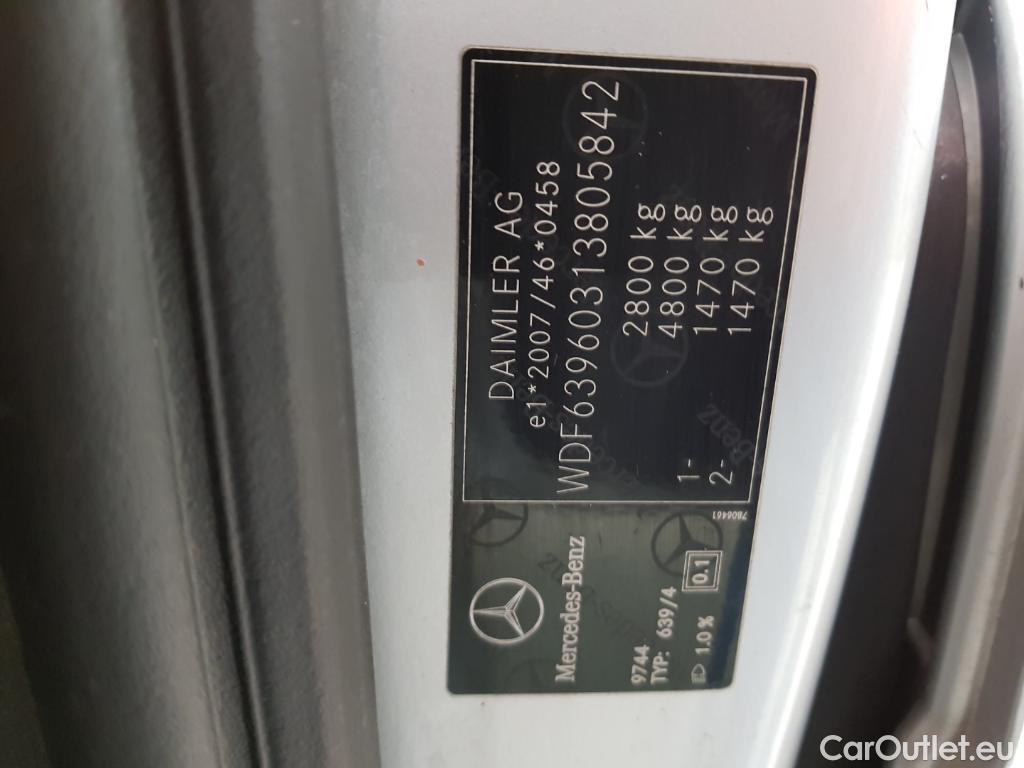 DAIMLER AG
e1*2007/46*0458
WDF63960313805842
2800 kg
4800 kg
1- 1470 kg
2- 1470 kg
7806461
Mercedes-Benz
9744
TYP: 639/4
1.0 % 0.1
CarOutlet.eu